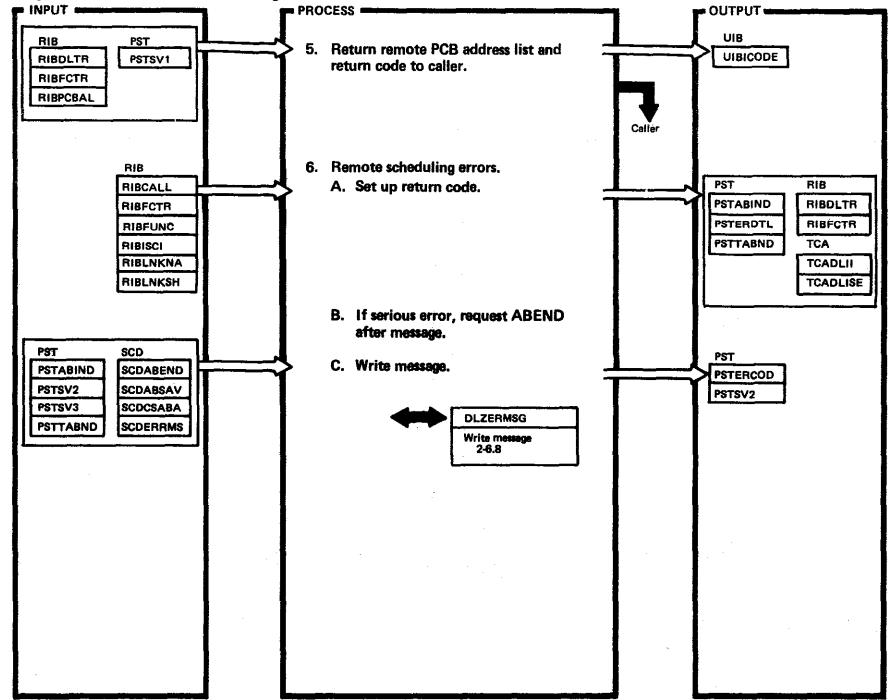 INPUT
RIB
RIBDLTR
RIBFCTR
RIBPCBAL
PST
PSTSV1
RIB
RIBCALL
RIBFCTR
RIBFUNC
RIBISCI
RIBLNKNA
RIBLNKSH
PST
PSTABIND
PSTSV2
PSTSV3
PSTTABND
SCD
SCDABEND
SCDABSAV
SCDCSABA
SCDERRMS
PROCESS
5. Return remote PCB address list and
return code to caller.
Caller
6. Remote scheduling errors.
A. Set up return code.
B. If serious error, request ABEND
after message.
C. Write message.
DLZERMSG
Write message
2-6.8
OUTPUT
UIB
UIBICODE
PST
PSTABIND
PSTERDTL
PSTTABND
RIB
RIBDLTR
RIBFCTR
TCA
TCADLII
TCADLISE
PST
PSTERCOD
PSTSV2